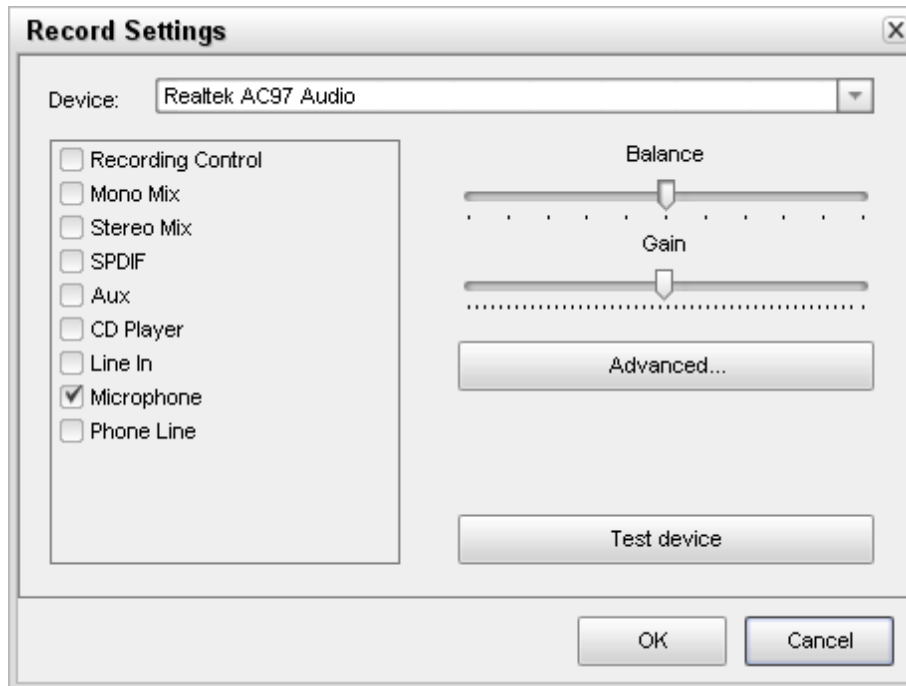 Record Settings
Device: Realtek AC97 Audio
Recording Control
Mono Mix
Stereo Mix
SPDIF
Aux
CD Player
Line In
Microphone
Phone Line
Balance
Gain
Advanced...
Test device
OK
Cancel